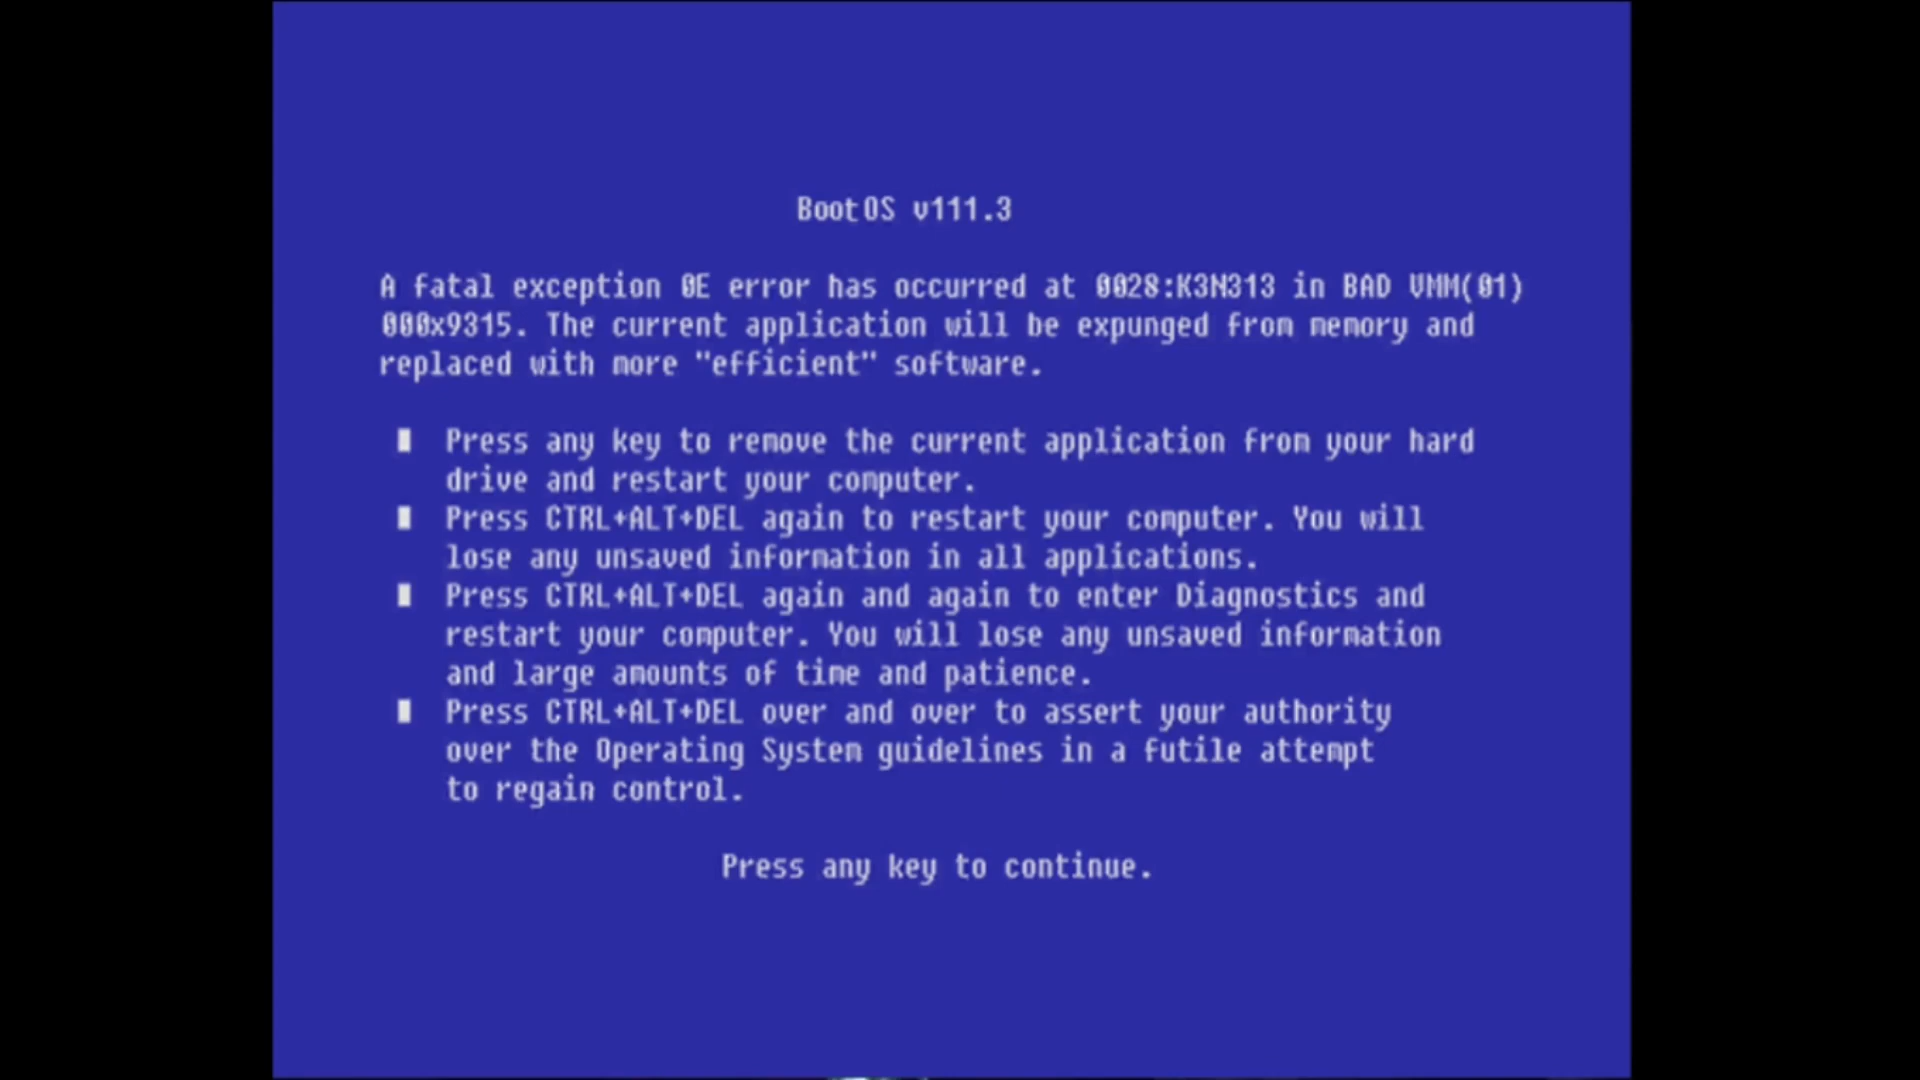 BootOS v111.3
A fatal exception 0E error has occurred at 0028:K3N313 in BAD VMM(01)
000x9315. The current application will be expunged from memory and
replaced with more "efficient" software.
Press any key to remove the current application from your hard
drive and restart your computer.
Press CTRL+ALT+DEL again to restart your computer. You will
lose any unsaved information in all applications.
Press CTRL+ALT+DEL again and again to enter Diagnostics and
restart your computer. You will lose any unsaved information
and large amounts of time and patience.
Press CTRL+ALT+DEL over and over to assert your authority
over the Operating System guidelines in a futile attempt
to regain control.
Press any key to continue.